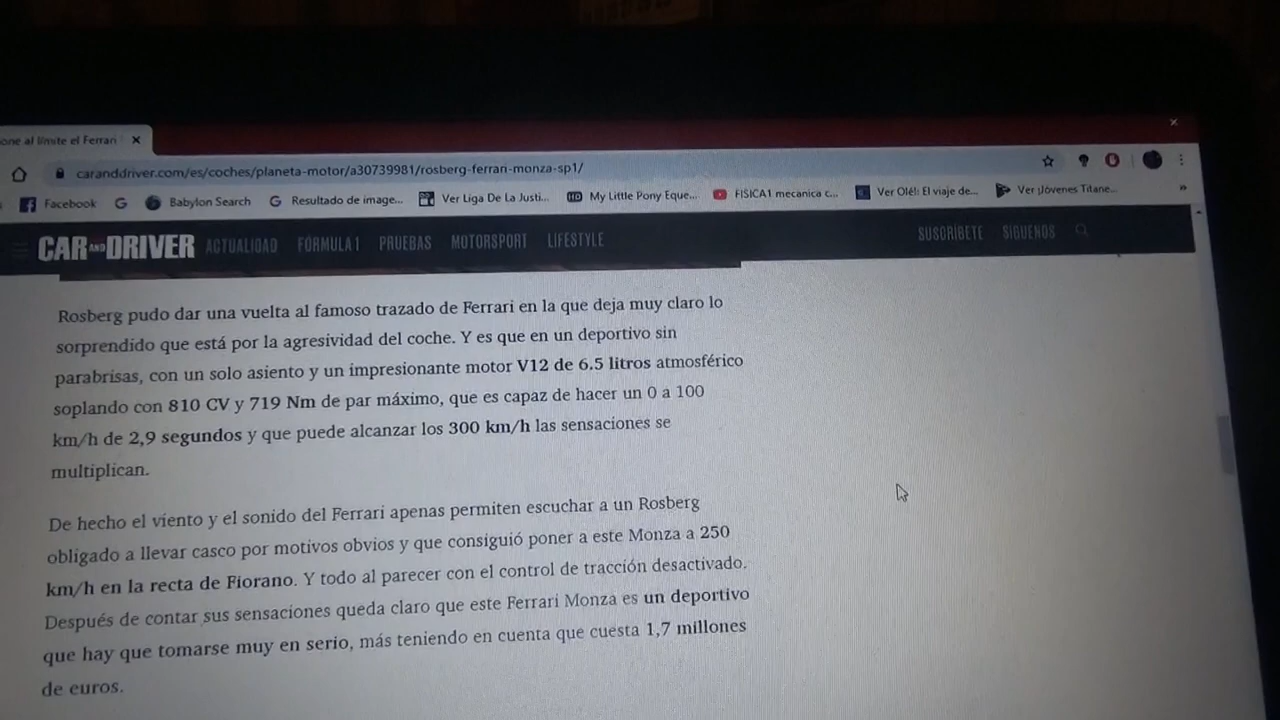 one al límite el Ferrari
caranddriver.com/es/coches/planeta-motor/a30739981/rosberg-ferrari-monza-sp1/
Facebook
Babylon Search
Resultado de image...
Ver Liga De La Justi...
My Little Pony Eque...
FISICA1 mecanica c...
Ver Olé!: El viaje de...
Ver ¡Jóvenes Titane...
CAR AND DRIVER ACTUALIDAD FÓRMULA 1 PRUEBAS MOTORSPORT LIFESTYLE SUSCRÍBETE SÍGUENOS
Rosberg pudo dar una vuelta al famoso trazado de Ferrari en la que deja muy claro lo
sorprendido que está por la agresividad del coche. Y es que en un deportivo sin
parabrisas, con un solo asiento y un impresionante motor V12 de 6.5 litros atmosférico
soplando con 810 CV y 719 Nm de par máximo, que es capaz de hacer un 0 a 100
km/h de 2,9 segundos y que puede alcanzar los 300 km/h las sensaciones se
multiplican.
De hecho el viento y el sonido del Ferrari apenas permiten escuchar a un Rosberg
obligado a llevar casco por motivos obvios y que consiguió poner a este Monza a 250
km/h en la recta de Fiorano. Y todo al parecer con el control de tracción desactivado.
Después de contar sus sensaciones queda claro que este Ferrari Monza es un deportivo
que hay que tomarse muy en serio, más teniendo en cuenta que cuesta 1,7 millones
de euros.